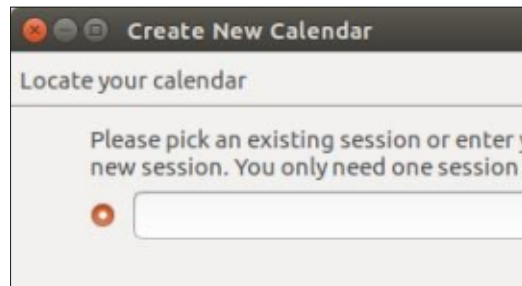 Create New Calendar
Locate your calendar
Please pick an existing session or enter
new session. You only need one session